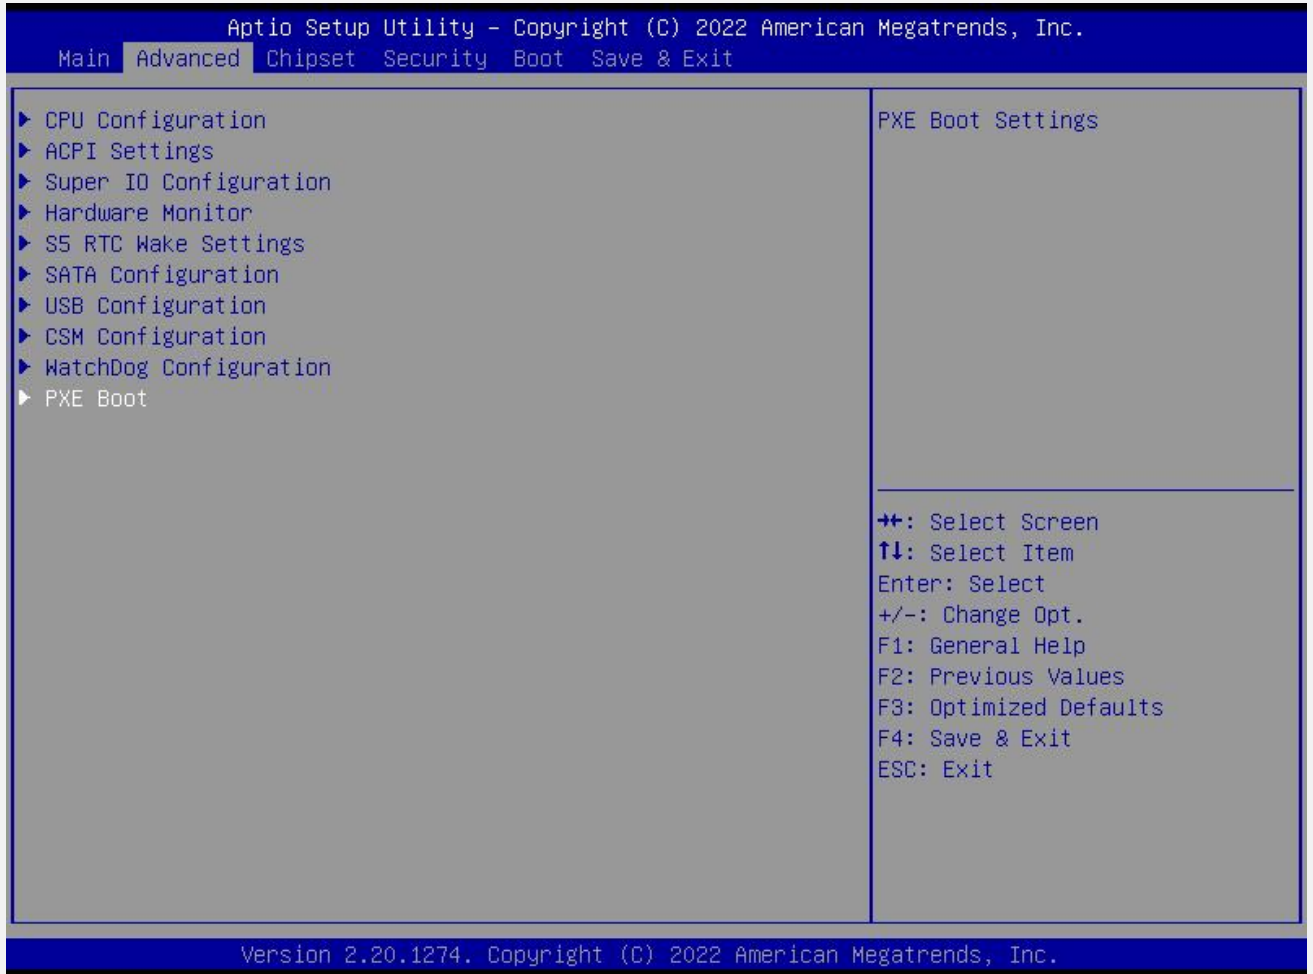 Aptio Setup Utility – Copyright (C) 2022 American Megatrends, Inc.
Main Advanced Chipset Security Boot Save & Exit
CPU Configuration
ACPI Settings
Super IO Configuration
Hardware Monitor
S5 RTC Wake Settings
SATA Configuration
USB Configuration
CSM Configuration
WatchDog Configuration
PXE Boot
PXE Boot Settings
→←: Select Screen
↑↓: Select Item
Enter: Select
+/-: Change Opt.
F1: General Help
F2: Previous Values
F3: Optimized Defaults
F4: Save & Exit
ESC: Exit
Version 2.20.1274. Copyright (C) 2022 American Megatrends, Inc.